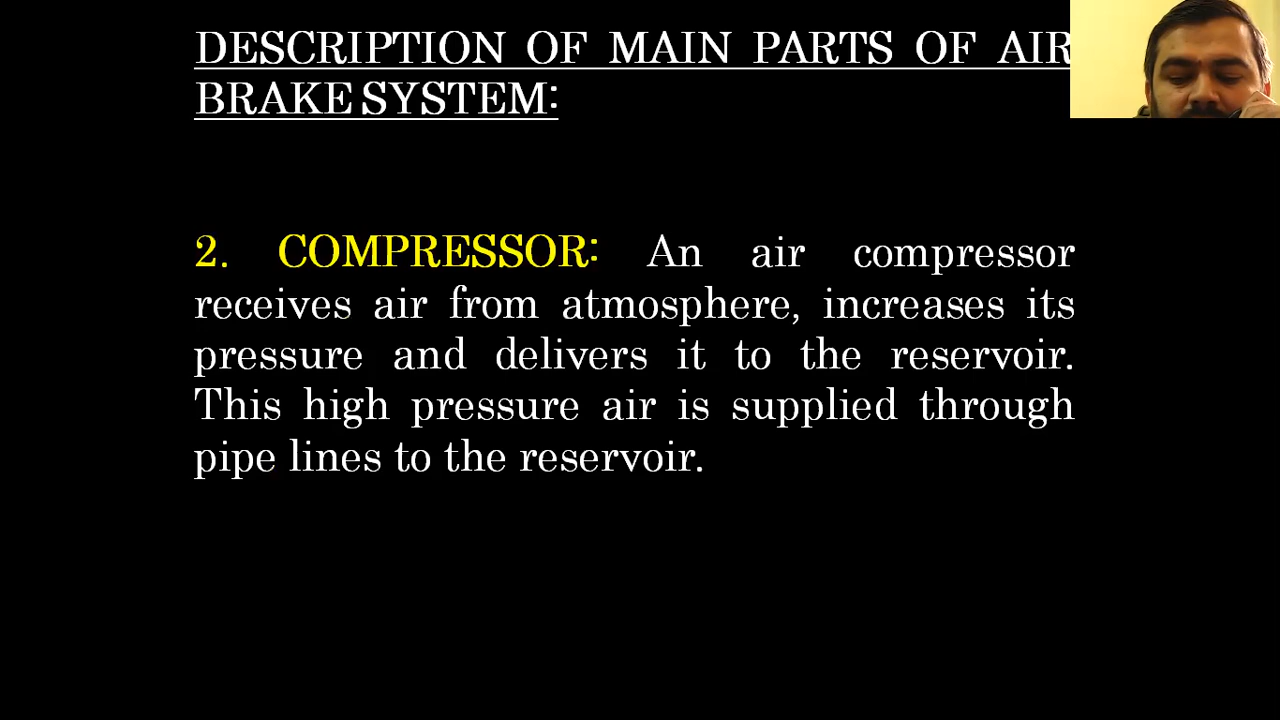 DESCRIPTION OF MAIN PARTS OF AIR
BRAKE SYSTEM:
2. COMPRESSOR: An air compressor
receives air from atmosphere, increases its
pressure and delivers it to the reservoir.
This high pressure air is supplied through
pipe lines to the reservoir.